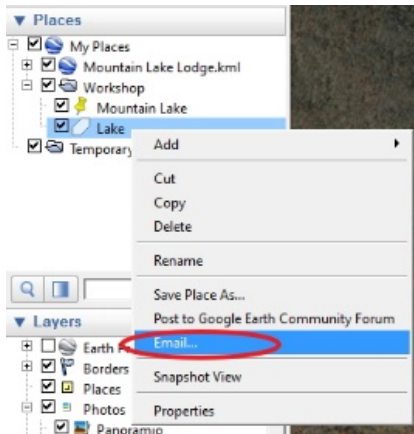 Places
My Places
Mountain Lake Lodge.kml
Workshop
Mountain Lake
Lake
Temporary
Add
Cut
Copy
Delete
Rename
Save Place As...
Post to Google Earth Community Forum
Email...
Snapshot View
Properties
Layers
Earth
Borders
Places
Photos
Panoramio